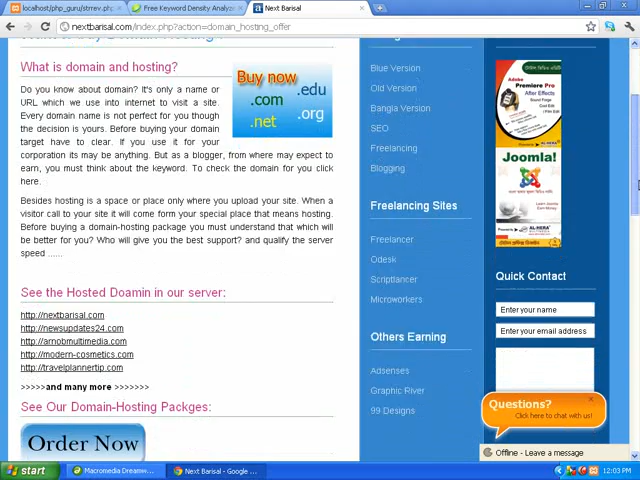 localhost/php_guru/strrev.ph
Free Keyword Density Analyz
Next Barisal
nextbarisal.com/index.php?action=domain_hosting_offer
What is domain and hosting?
Do you know about domain? It's only a name or
URL which we use into internet to visit a site.
Every domain name is not perfect for you though
the decision is yours. Before buying your domain
target have to clear. If you use it for your
corporation its may be anything. But as a blogger, from where may expect to
earn, you must think about the keyword. To check the domain for you click
here.
Buy now
.com
.net
.edu
.org
Besides hosting is a space or place only where you upload your site. When a
visitor call to your site it will come form your special place that means hosting.
Before buying a domain-hosting package you must understand that which will
be better for you? Who will give you the best support? and qualify the server
speed ......
See the Hosted Doamin in our server:
http://nextbarisal.com
http://newsupdates24.com
http://arnobmultimedia.com
http://modern-cosmetics.com
http://travelplannertip.com
>>>>>and many more >>>>>>>
See Our Domain-Hosting Packges:
Order Now
Blue Version
Old Version
Bangla Version
SEO
Freelancing
Blogging
Freelancing Sites
Freelancer
Odesk
Scriptlancer
Microworkers
Others Earning
Adsenses
Graphic River
99 Designs
Adobe
Premiere Pro
After Effects
Joomla!
AL-HERA
Quick Contact
Enter your name
Enter your email address
Questions?
Click here to chat with us!
Offline - Leave a message
start
Macromedia Dreamw...
Next Barisal - Google ...
12:03 PM